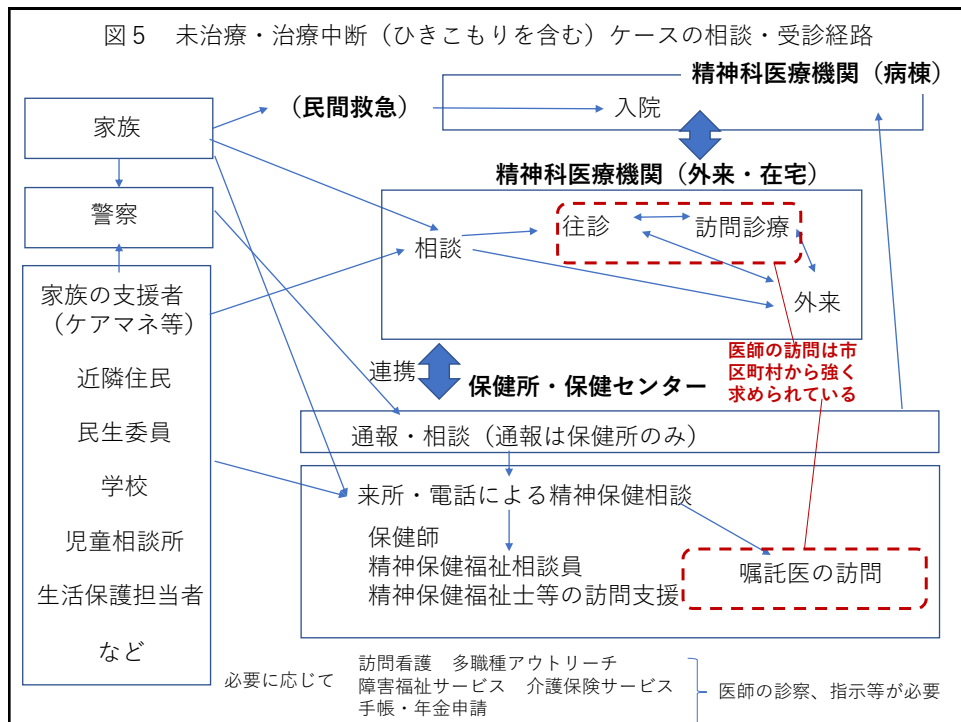 図5　未治療・治療中断（ひきこもりを含む）ケースの相談・受診経路
精神科医療機関（病棟）
（民間救急）
入院
家族
精神科医療機関（外来・在宅）
警察
往診
訪問診療
相談
外来
家族の支援者
（ケアマネ等）
近隣住民
民生委員
学校
児童相談所
生活保護担当者
など
医師の訪問は市
区町村から強く
求められている
連携
保健所・保健センター
通報・相談（通報は保健所のみ）
来所・電話による精神保健相談
保健師
精神保健福祉相談員
精神保健福祉士等の訪問支援
嘱託医の訪問
必要に応じて
訪問看護　多職種アウトリーチ
障害福祉サービス　介護保険サービス
手帳・年金申請
医師の診察、指示等が必要